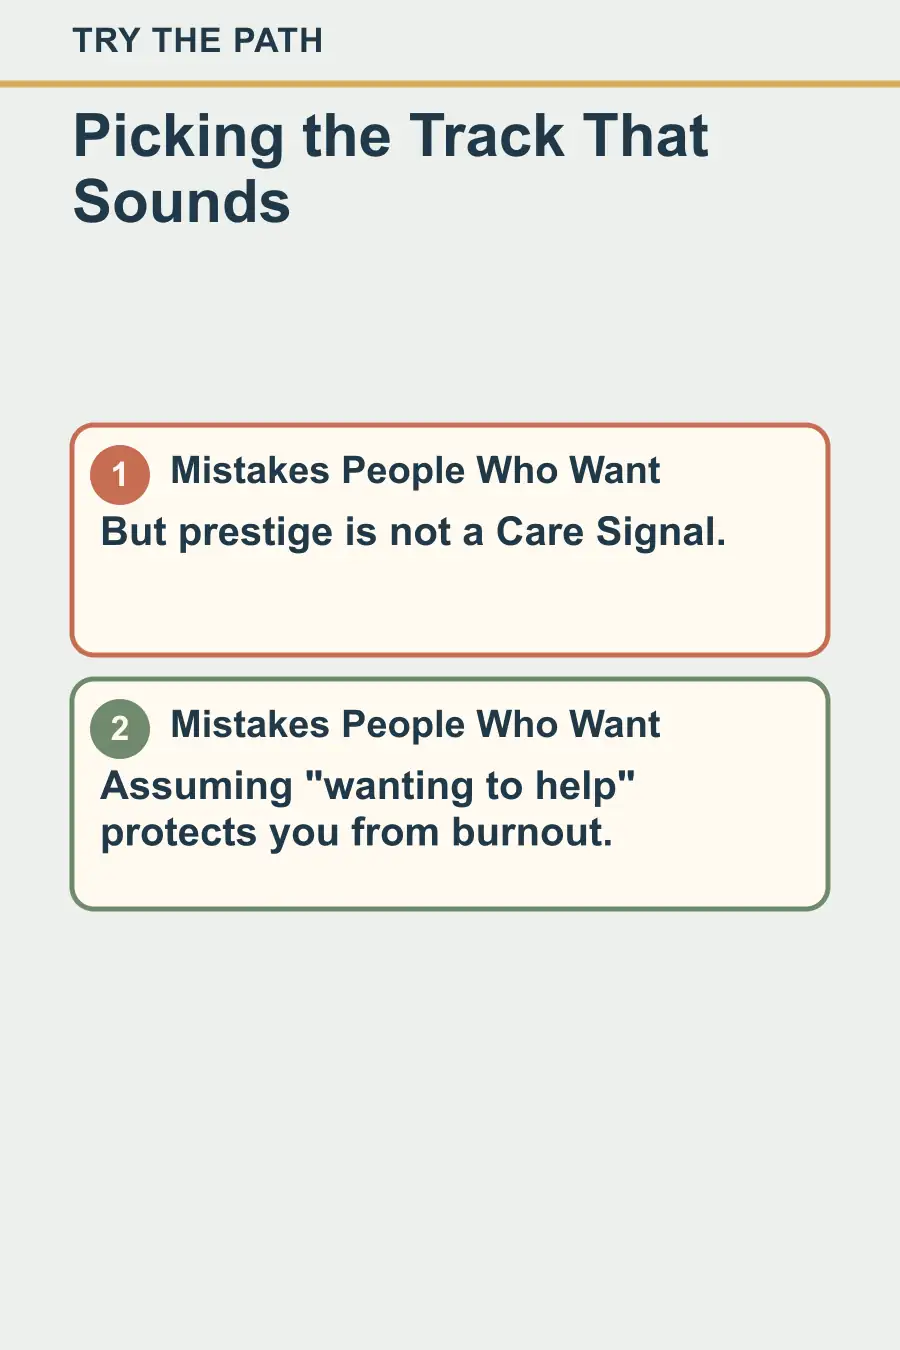 TRY THE PATH
Picking the Track That
Sounds
1 Mistakes People Who Want
But prestige is not a Care Signal.
2 Mistakes People Who Want
Assuming "wanting to help"
protects you from burnout.